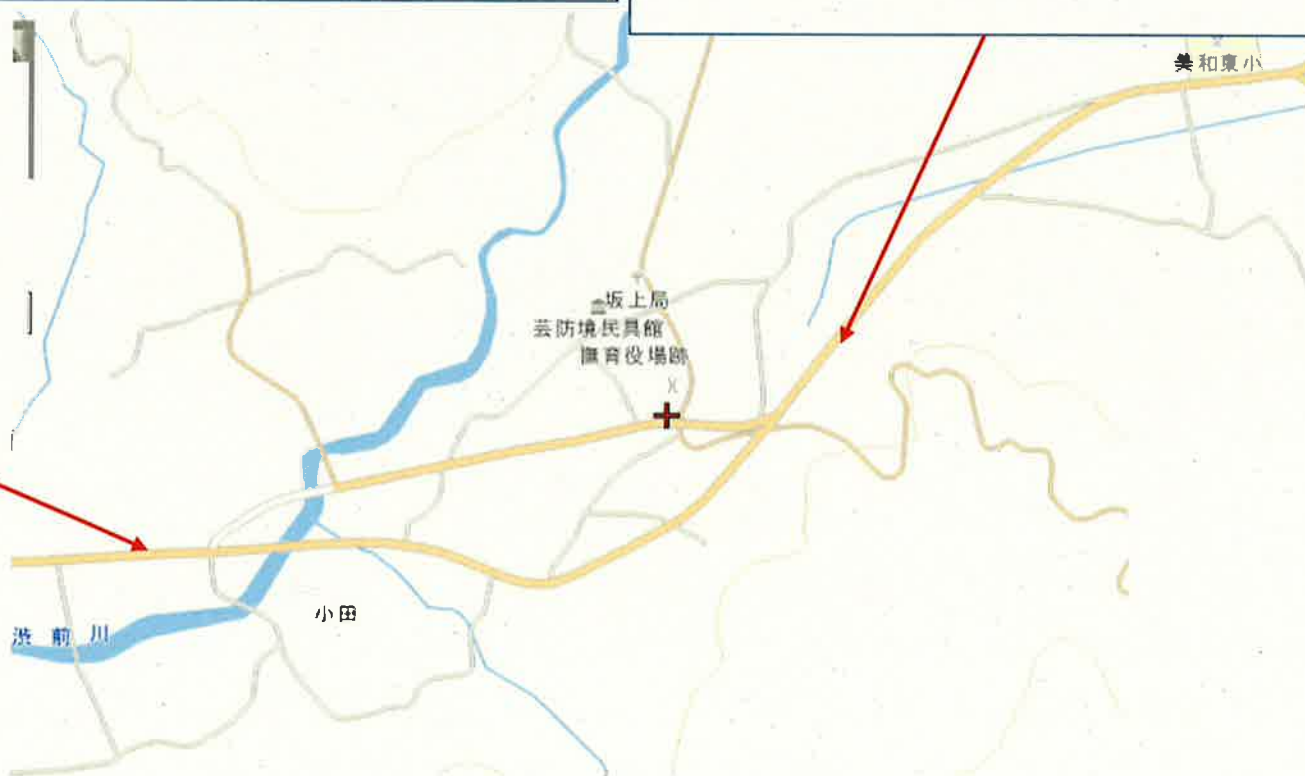 美和東小
坂上局
芸防境民具館
撫育役場跡
小田
渋前川